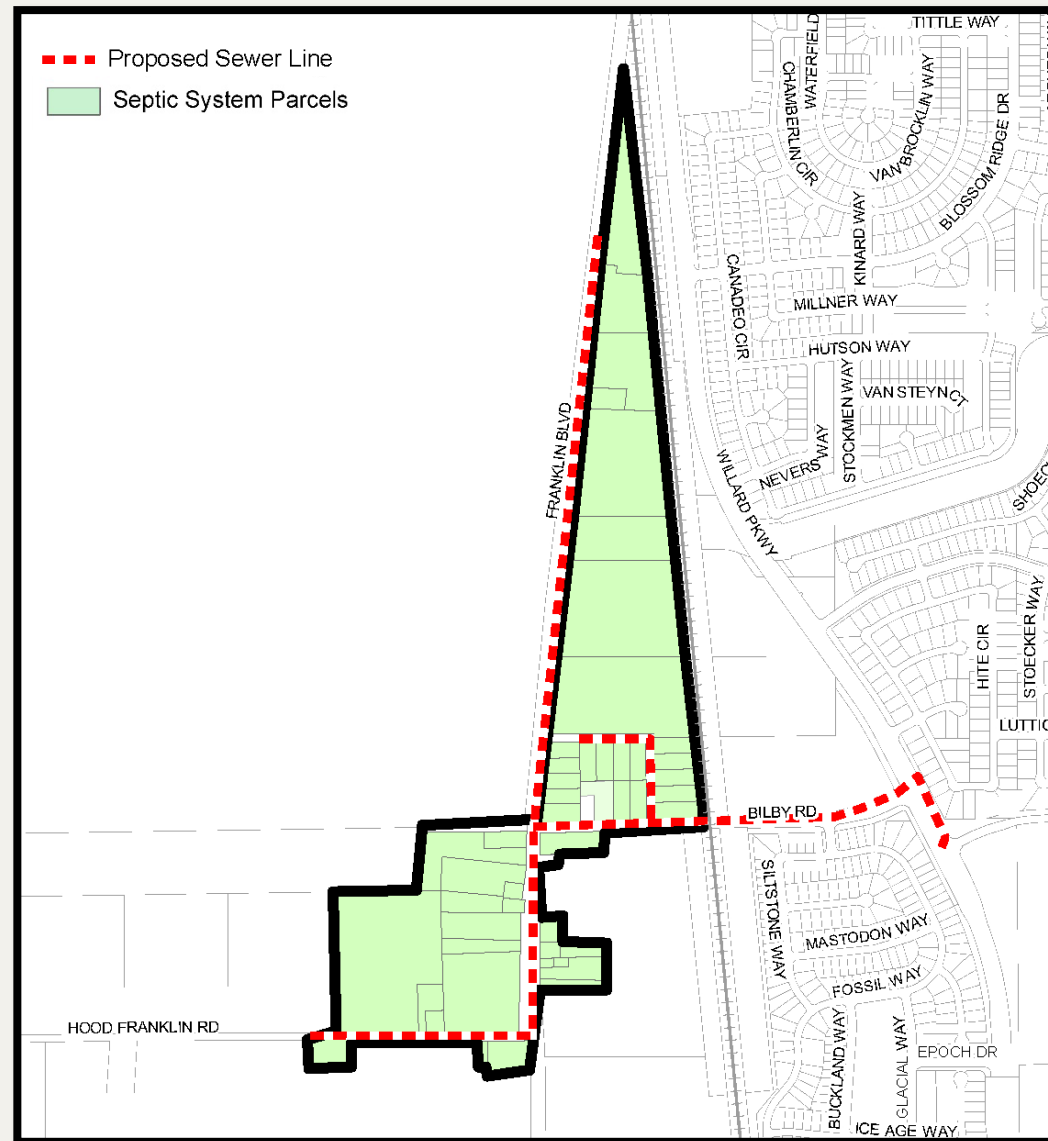 Proposed Sewer Line
Septic System Parcels
TITTLE WAY
WATERFIELD
CHAMBERLIN CIR
VAN BROCKLIN WAY
BLOSSOM RIDGE DR
KINARD WAY
CANADEO CIR
MILLNER WAY
HUTSON WAY
STOCKMEN WAY
VAN STEYN CT
NEVERS WAY
FRANKLIN BLVD
WILLARD PKWY
SHOEC
HITE CIR
STOECKER WAY
LUTTIG
BILBY RD
SILTSTONE WAY
MASTODON WAY
FOSSIL WAY
HOOD FRANKLIN RD
BUCKLAND WAY
GLACIAL WAY
EPOCH DR
ICE AGE WAY